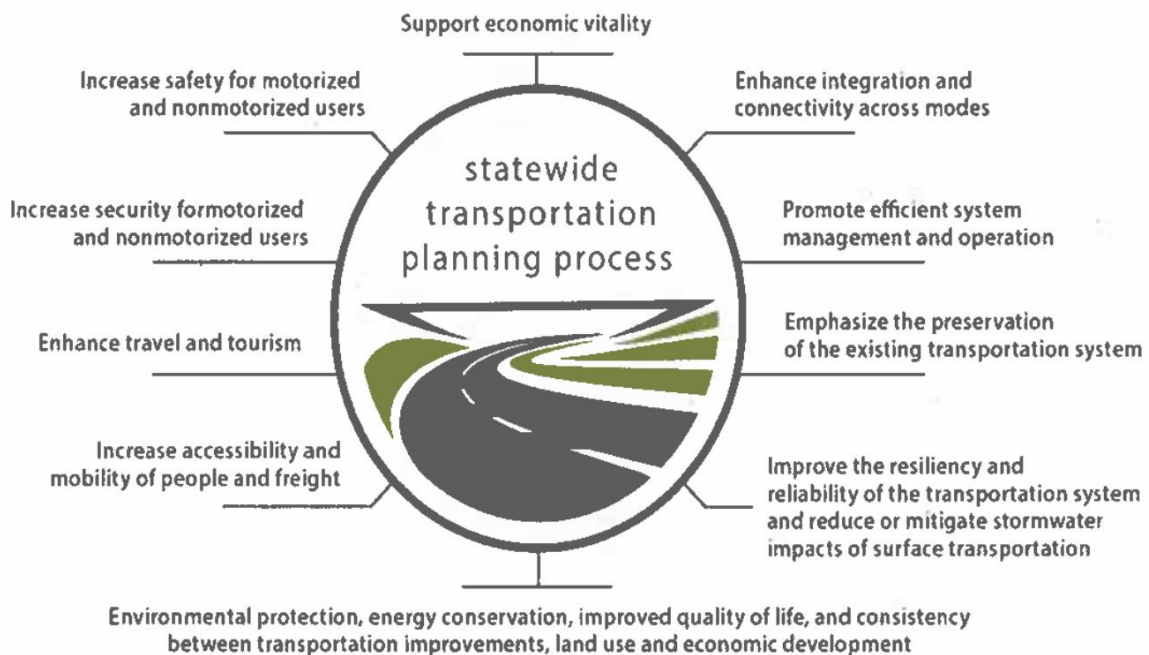 Support economic vitality
Increase safety for motorized
and nonmotorized users
Enhance integration and
connectivity across modes
statewide
transportation
planning process
Increase security formotorized
and nonmotorized users
Promote efficient system
management and operation
Enhance travel and tourism
Emphasize the preservation
of the existing transportation system
Increase accessibility and
mobility of people and freight
Improve the resiliency and
reliability of the transportation system
and reduce or mitigate stormwater
impacts of surface transportation
Environmental protection, energy conservation, improved quality of life, and consistency
between transportation improvements, land use and economic development